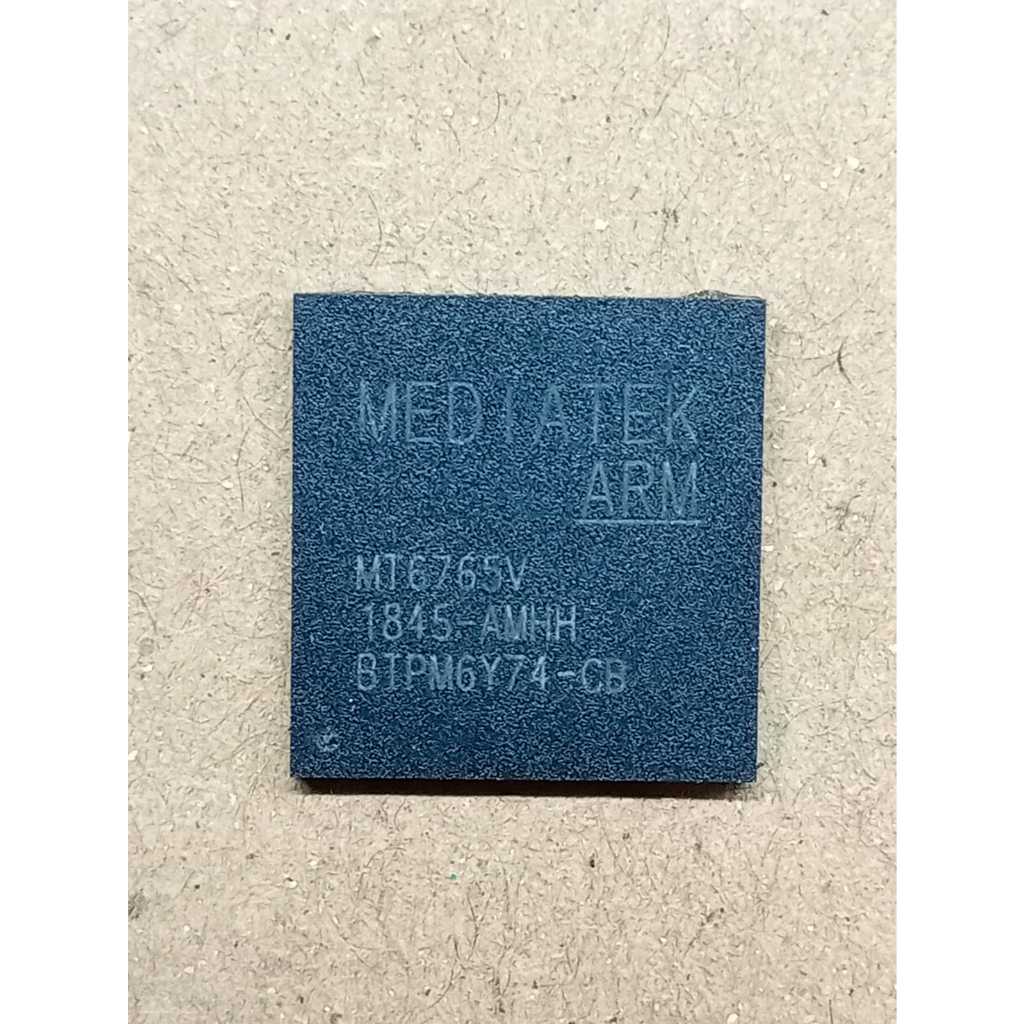 MEDIATEK
ARM
MT6765V
1845-AMHH
BTPM6Y74-CB